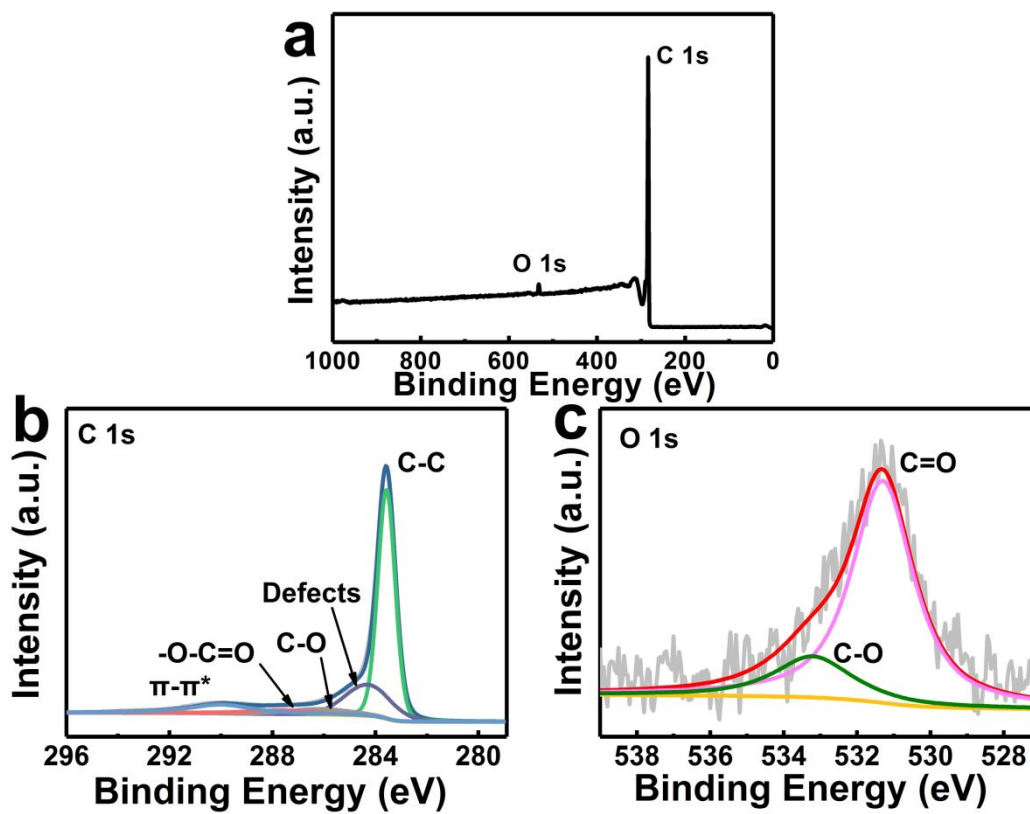 a
C 1s
O 1s
Intensity (a.u.)
1000 800 600 400 200 0
Binding Energy (eV)
b
C 1s
C-C
Defects
C-O
-O-C=O
π-π*
Intensity (a.u.)
296 292 288 284 280
Binding Energy (eV)
c
O 1s
C=O
C-O
Intensity (a.u.)
538 536 534 532 530 528
Binding Energy (eV)